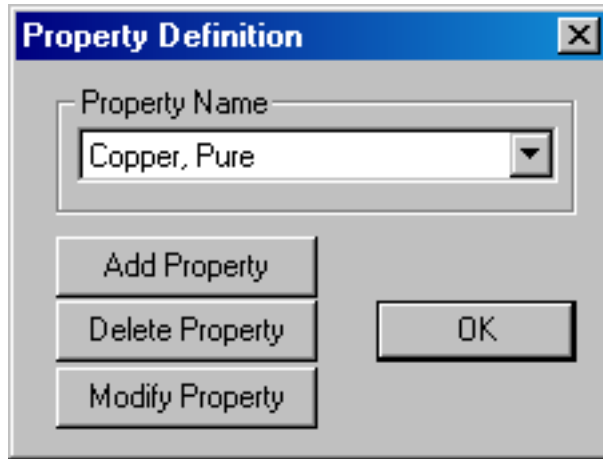 Property Definition
Property Name
Copper, Pure
Add Property
Delete Property
OK
Modify Property